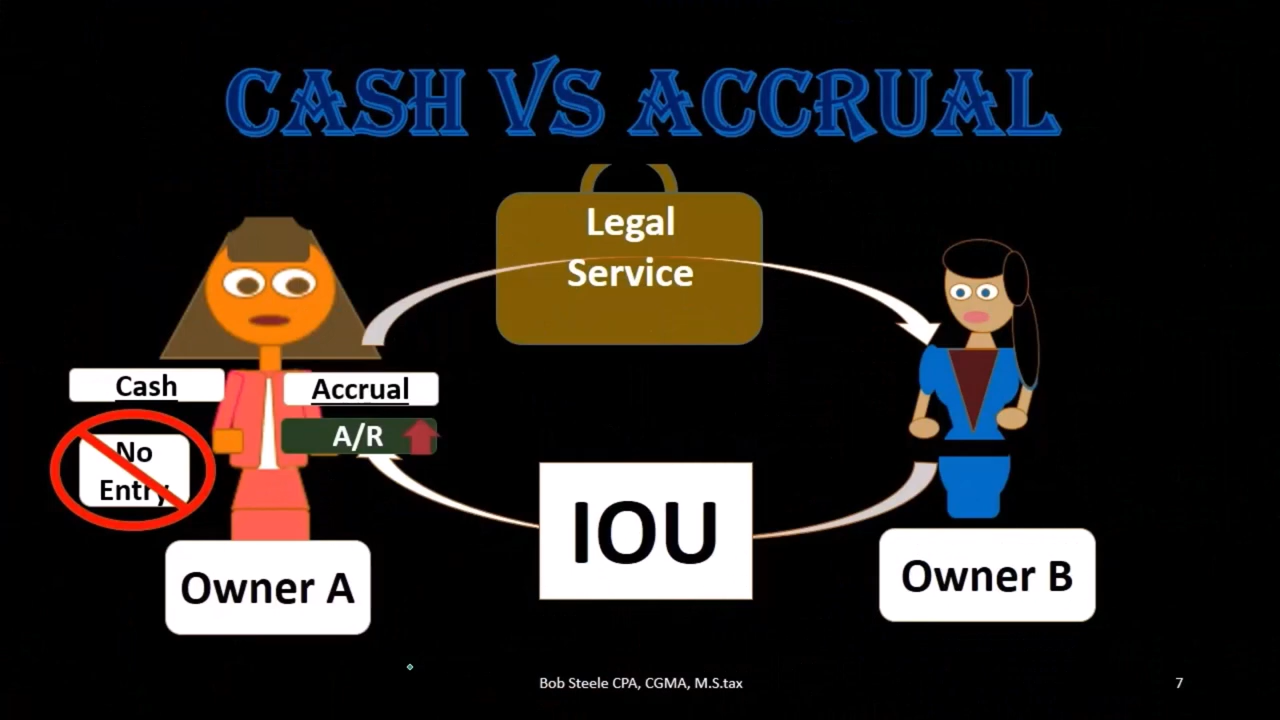 CASH VS ACCRUAL
Legal
Service
Cash
Accrual
No
Entry
A/R
IOU
Owner A
Owner B
Bob Steele CPA, CGMA, M.S.tax
7